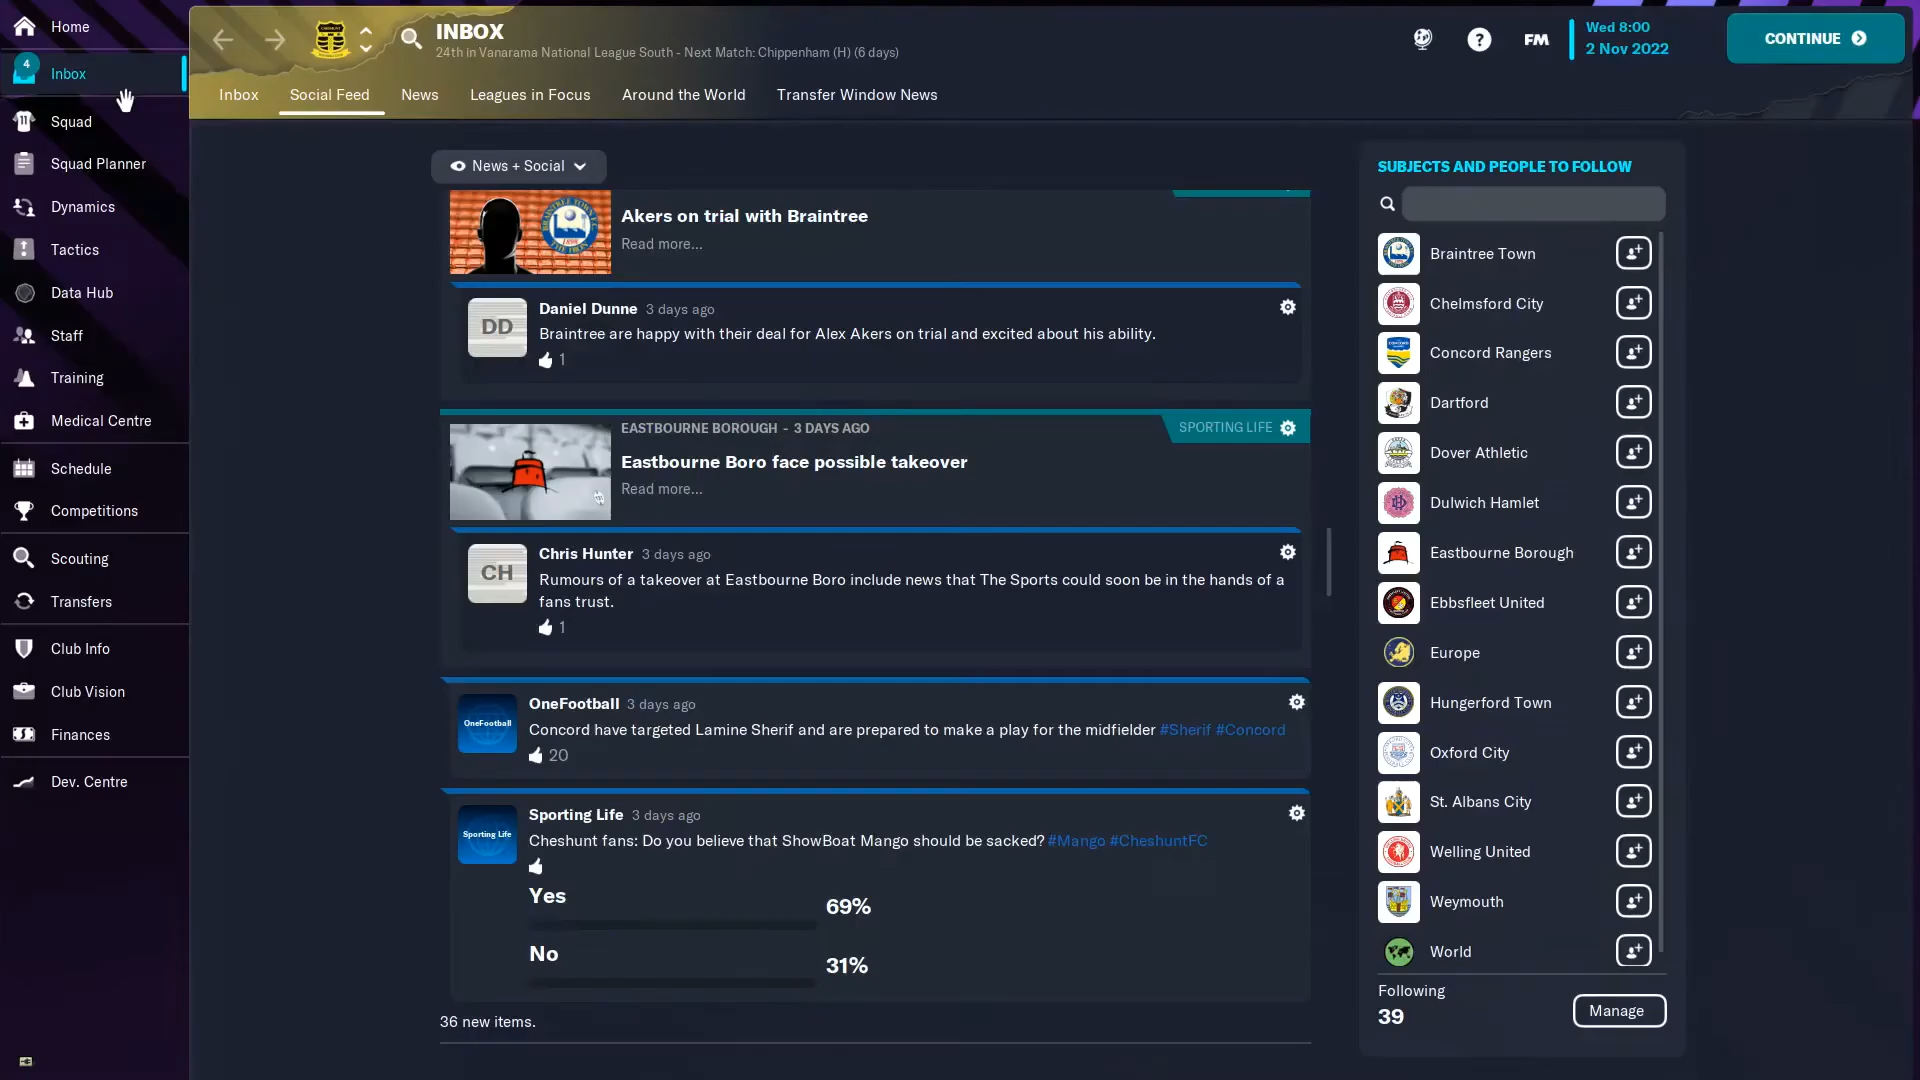 Home
4
Inbox
Squad
Squad Planner
Dynamics
Tactics
Data Hub
Staff
Training
Medical Centre
Schedule
Competitions
Scouting
Transfers
Club Info
Club Vision
Finances
Dev. Centre
INBOX
24th in Vanarama National League South - Next Match: Chippenham (H) (6 days)
FM
Wed 8:00
2 Nov 2022
CONTINUE
Inbox
Social Feed
News
Leagues in Focus
Around the World
Transfer Window News
News + Social
Akers on trial with Braintree
Read more...
DD
Daniel Dunne 3 days ago
Braintree are happy with their deal for Alex Akers on trial and excited about his ability.
1
EASTBOURNE BOROUGH - 3 DAYS AGO
SPORTING LIFE
Eastbourne Boro face possible takeover
Read more...
CH
Chris Hunter 3 days ago
Rumours of a takeover at Eastbourne Boro include news that The Sports could soon be in the hands of a
fans trust.
1
OneFootball
OneFootball 3 days ago
Concord have targeted Lamine Sherif and are prepared to make a play for the midfielder #Sherif #Concord
20
Sporting Life
Sporting Life 3 days ago
Cheshunt fans: Do you believe that ShowBoat Mango should be sacked? #Mango #CheshuntFC
Yes
69%
No
31%
36 new items.
SUBJECTS AND PEOPLE TO FOLLOW
Braintree Town
Chelmsford City
Concord Rangers
Dartford
Dover Athletic
Dulwich Hamlet
Eastbourne Borough
Ebbsfleet United
Europe
Hungerford Town
Oxford City
St. Albans City
Welling United
Weymouth
World
Following
39
Manage